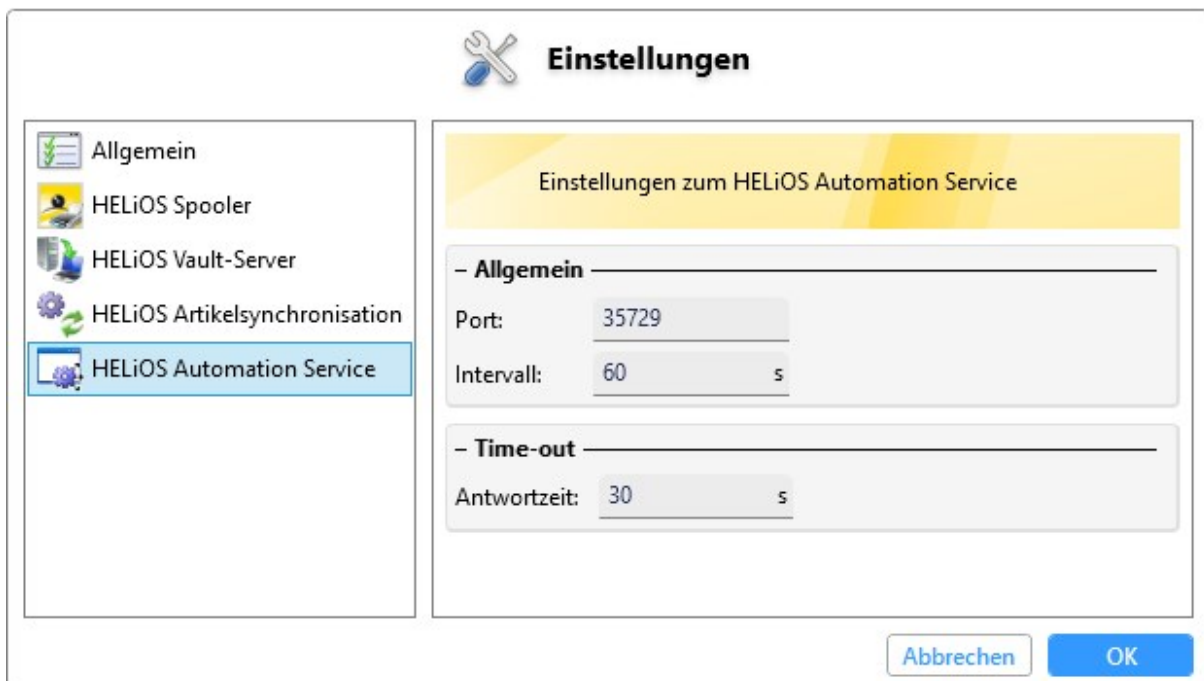 Einstellungen
Allgemein
HELiOS Spooler
HELiOS Vault-Server
HELiOS Artikelsynchronisation
HELiOS Automation Service
Einstellungen zum HELiOS Automation Service
– Allgemein
Port: 35729
Intervall: 60 s
– Time-out
Antwortzeit: 30 s
Abbrechen OK